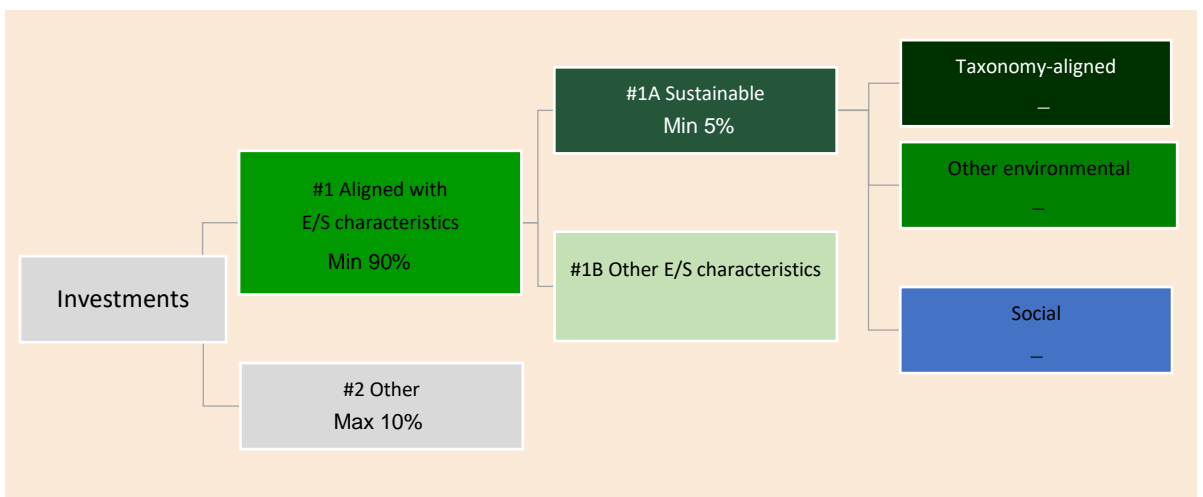 Investments
#1 Aligned with
E/S characteristics
Min 90%
#2 Other
Max 10%
#1A Sustainable
Min 5%
#1B Other E/S characteristics
Taxonomy-aligned
_
Other environmental
_
Social
_